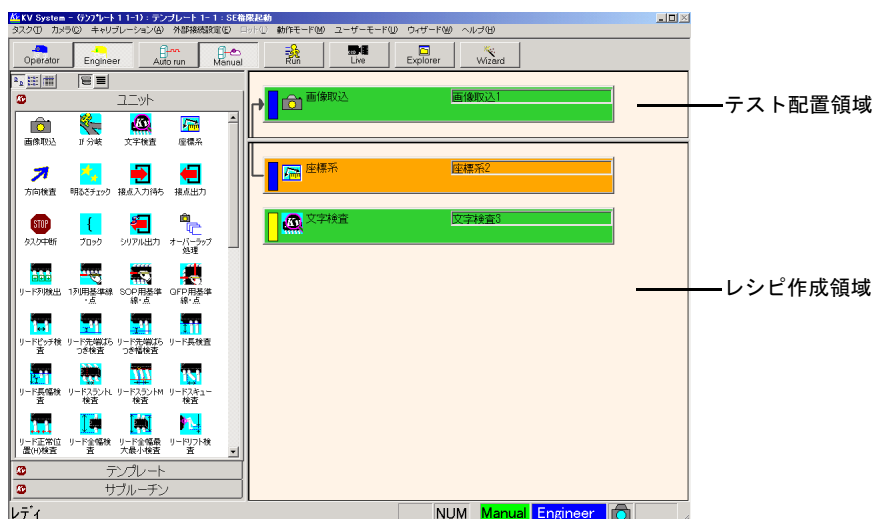 KV System - (テンプレート1 1-1) : テンプレート 1-1 : SE権限起動
タスク(T) カメラ(C) キャリブレーション(A) 外部接続設定(E) ロット(L) 動作モード(M) ユーザーモード(U) ウィザード(W) ヘルプ(H)
Operator Engineer Auto run Manual Run Live Explorer Wizard
ユニット
画像取込 If 分岐 文字検査 座標系
方向検査 明るさチェック 接点入力待ち 接点出力
STOP
タスク中断 ブロック シリアル出力 オーバーラップ
処理
リード列検出 1列用基準線 SOP用基準 QFP用基準
・点 線・点 線・点
リードピッチ検 リード先端ばら リード先端ばら リード長検査
査 つき検査 つき幅検査
リード長幅検 リードスラントL リードスラントM リードスキュー
査 検査 検査 検査
リード正常位 リード全幅検 リード全幅最 リードリフト検
置(H)検査 査 大最小検査 査
テンプレート
サブルーチン
画像取込 画像取込1
座標系 座標系2
文字検査 文字検査3
テスト配置領域
レシピ作成領域
レディ NUM Manual Engineer